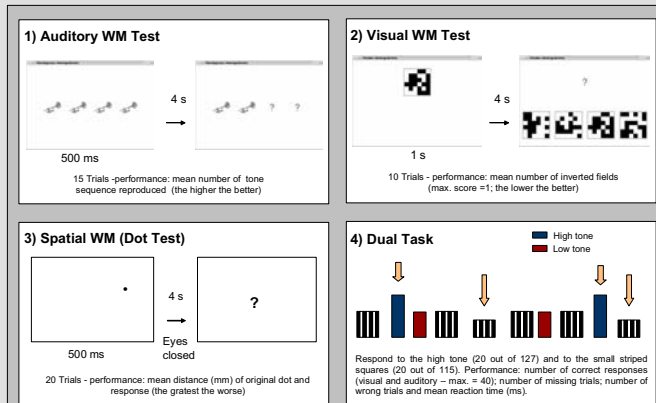 1) Auditory WM Test
4 s
? ?
500 ms
15 Trials -performance: mean number of tone
sequence reproduced (the higher the better)
2) Visual WM Test
?
4 s
1 s
10 Trials - performance: mean number of inverted fields
(max. score =1; the lower the better)
3) Spatial WM (Dot Test)
4 s
?
Eyes
closed
500 ms
20 Trials - performance: mean distance (mm) of original dot and
response (the gratest the worse)
4) Dual Task
High tone
Low tone
Respond to the high tone (20 out of 127) and to the small striped
squares (20 out of 115). Performance: number of correct responses
(visual and auditory – max. = 40); number of missing trials; number of
wrong trials and mean reaction time (ms).